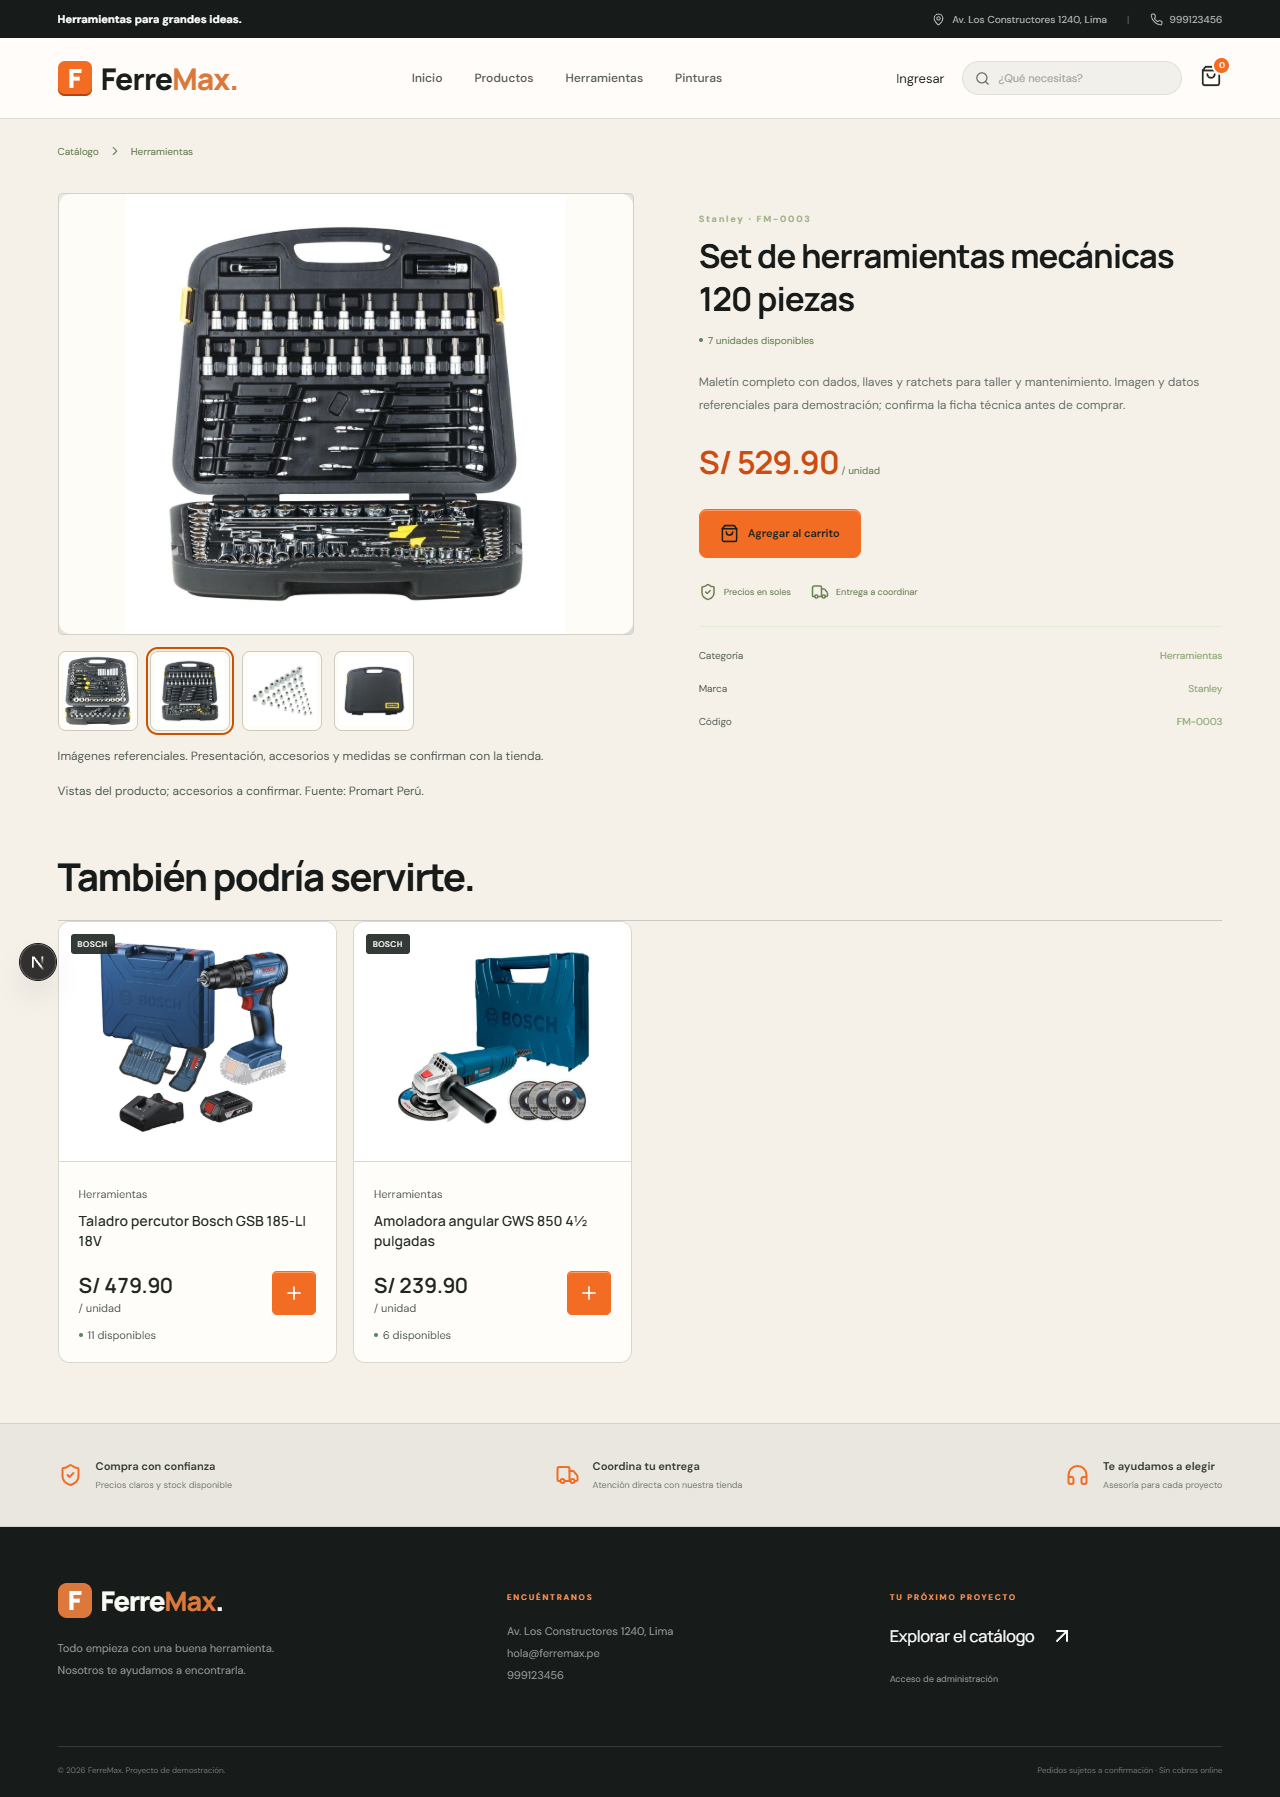 Herramientas para grandes ideas.
Av. Los Constructores 1240, Lima | 999123456
F FerreMax.
Inicio Productos Herramientas Pinturas
Ingresar
¿Qué necesitas?
0
Catálogo > Herramientas
Stanley · FM-0003
Set de herramientas mecánicas
120 piezas
7 unidades disponibles
Maletín completo con dados, llaves y ratchets para taller y mantenimiento. Imagen y datos
referenciales para demostración; confirma la ficha técnica antes de comprar.
S/ 529.90 / unidad
Agregar al carrito
Precios en soles Entrega a coordinar
Categoría Herramientas
Marca Stanley
Código FM-0003
Imágenes referenciales. Presentación, accesorios y medidas se confirman con la tienda.
Vistas del producto; accesorios a confirmar. Fuente: Promart Perú.
También podría servirte.
N
BOSCH
BOSCH
Herramientas
Taladro percutor Bosch GSB 185-LI
18V
S/ 479.90
/ unidad
11 disponibles
BOSCH
BOSCH
Herramientas
Amoladora angular GWS 850 4½
pulgadas
S/ 239.90
/ unidad
6 disponibles
Compra con confianza
Precios claros y stock disponible
Coordina tu entrega
Atención directa con nuestra tienda
Te ayudamos a elegir
Asesoría para cada proyecto
F FerreMax.
Todo empieza con una buena herramienta.
Nosotros te ayudamos a encontrarla.
ENCUÉNTRANOS
Av. Los Constructores 1240, Lima
hola@ferremax.pe
999123456
TU PRÓXIMO PROYECTO
Explorar el catálogo
Acceso de administración
© 2026 FerreMax. Proyecto de demostración.
Pedidos sujetos a confirmación · Sin cobros online